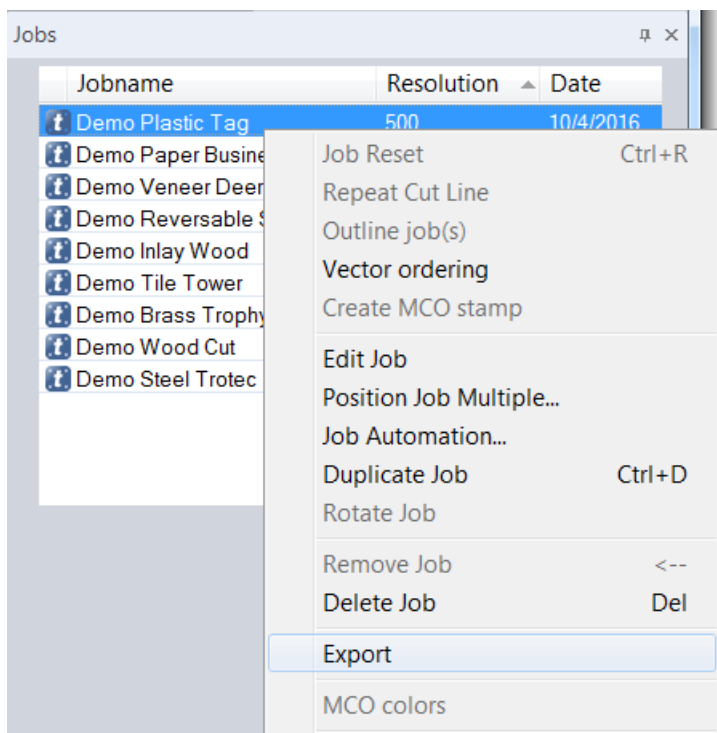 Jobs
Jobname Resolution Date
Demo Plastic Tag 500 10/4/2016
Demo Paper Busine
Demo Veneer Deer
Demo Reversable
Demo Inlay Wood
Demo Tile Tower
Demo Brass Trophy
Demo Wood Cut
Demo Steel Trotec
Job Reset Ctrl+R
Repeat Cut Line
Outline job(s)
Vector ordering
Create MCO stamp
Edit Job
Position Job Multiple...
Job Automation...
Duplicate Job Ctrl+D
Rotate Job
Remove Job <--
Delete Job Del
Export
MCO colors